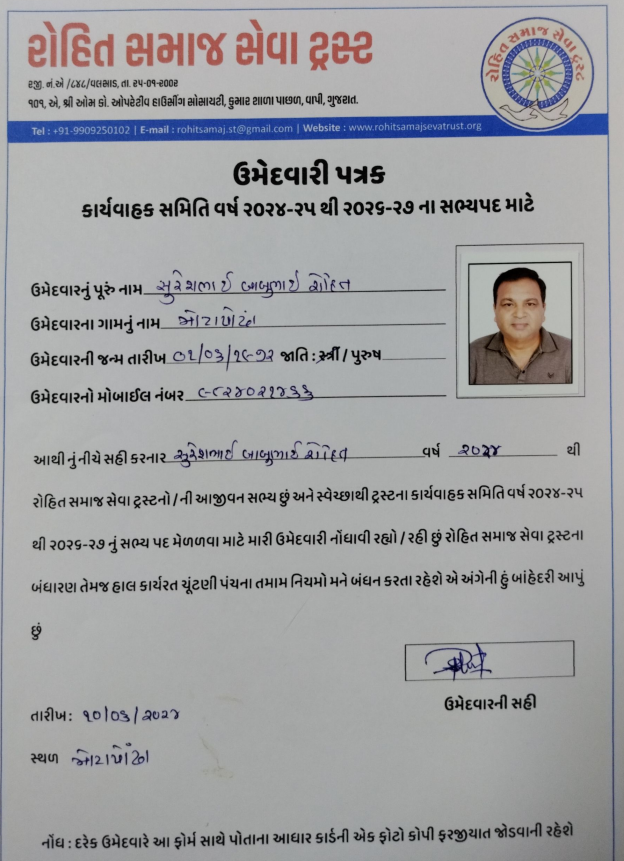 રોહિત સમાજ સેવા ટ્રસ્ટ
રજી. નં.એ /૮૪૮/વલસાડ, તા. ૨૫-૦૧-૨૦૦૨
૧૦૧, એ, શ્રી ઓમ કો. ઓપરેટીવ હાઉસીંગ સોસાયટી, કુમાર શાળા પાછળ, વાપી, ગુજરાત.
રોહિત સમાજ સેવા ટ્રસ્ટ
Tel : +91-9909250102 | E-mail : rohitsamaj.st@gmail.com | Website : www.rohitsamajsevatrust.org
ઉમેદવારી પત્રક
કાર્યવાહક સમિતિ વર્ષ ૨૦૨૪-૨૫ થી ૨૦૨૬-૨૭ ના સભ્યપદ માટે
ઉમેદવારનું પૂરું નામ સુરેશભાઈ બાબુભાઈ રોહિત
ઉમેદવારના ગામનું નામ મોટાપોંઢા
ઉમેદવારની જન્મ તારીખ ૦૧/૦૩/૧૯૭૨ જાતિ : સ્ત્રી / પુરુષ
ઉમેદવારનો મોબાઈલ નંબર ૯૮૨૪૦૨૧૪૩૩
આથી નું નીચે સહી કરનાર સુરેશભાઈ બાબુભાઈ રોહિત વર્ષ ૨૦૨૪ થી
રોહિત સમાજ સેવા ટ્રસ્ટનો / ની આજીવન સભ્ય છું અને સ્વેચ્છાથી ટ્રસ્ટના કાર્યવાહક સમિતિ વર્ષ ૨૦૨૪-૨૫
થી ૨૦૨૬-૨૭ નું સભ્ય પદ મેળળવા માટે મારી ઉમેદવારી નોંધાવી રહ્યો / રહી છું રોહિત સમાજ સેવા ટ્રસ્ટના
બંધારણ તેમજ હાલ કાર્યરત ચૂંટણી પંચના તમામ નિયમો મને બંધન કરતા રહેશે એ અંગેની હું બાંહેદરી આપું
છું
ઉમેદવારની સહી
તારીખ: ૧૦/૦૩/૨૦૨૪
સ્થળ મોટાપોંઢા
નોંધ : દરેક ઉમેદવારે આ ફોર્મ સાથે પોતાના આધાર કાર્ડની એક ફોટો કોપી ફરજીયાત જોડવાની રહેશે